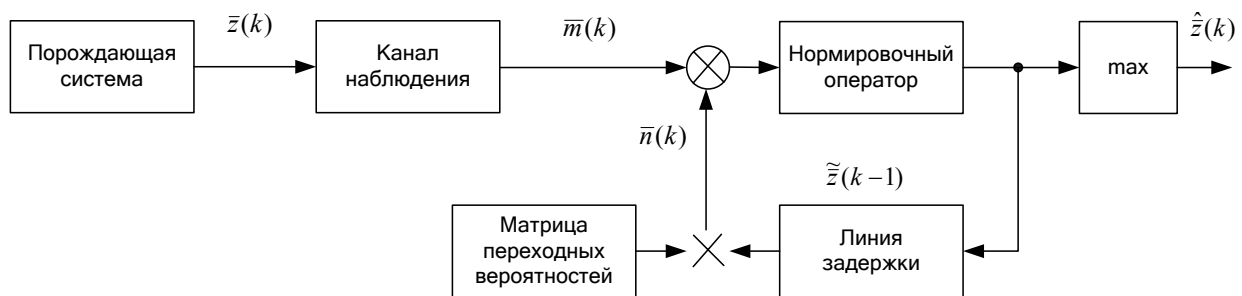 z̄(k)
m̄(k)
ẑ̄(k)
Порождающая
система
Канал
наблюдения
Нормировочный
оператор
max
n̄(k)
z̄̃(k−1)
Матрица
переходных
вероятностей
Линия
задержки